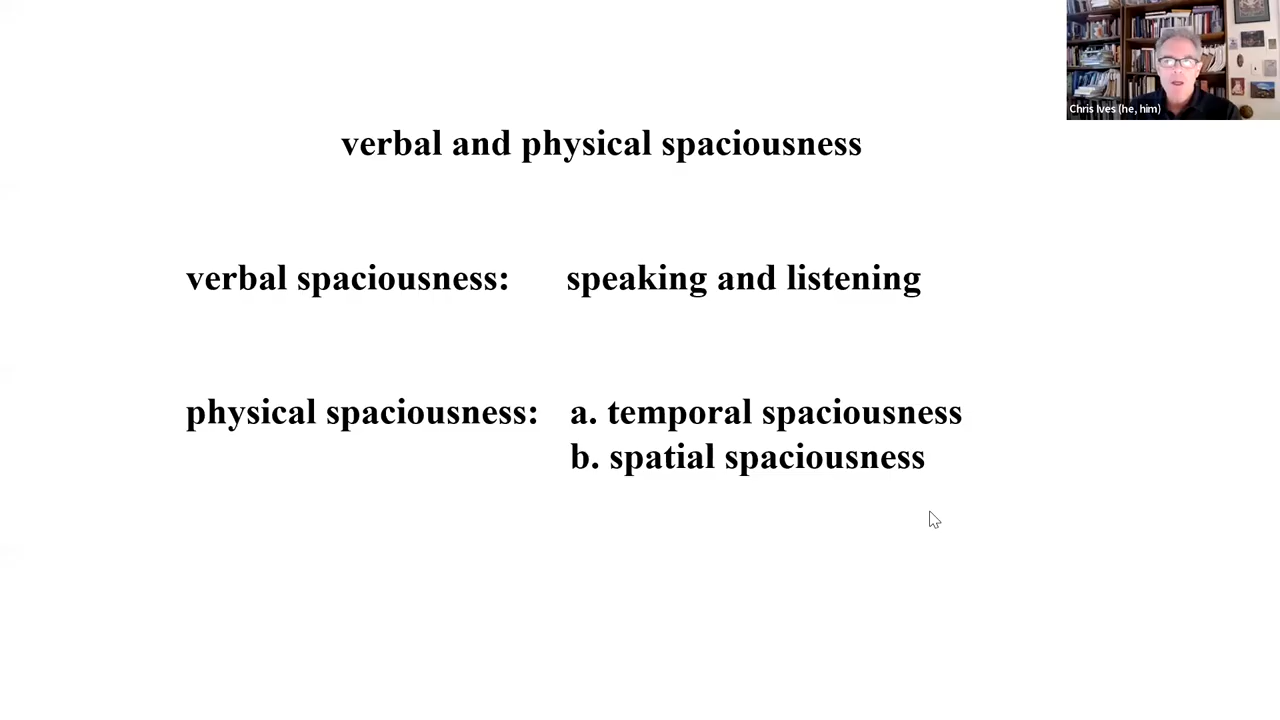 Chris Ives (he, him)
verbal and physical spaciousness
verbal spaciousness: speaking and listening
physical spaciousness: a. temporal spaciousness
b. spatial spaciousness